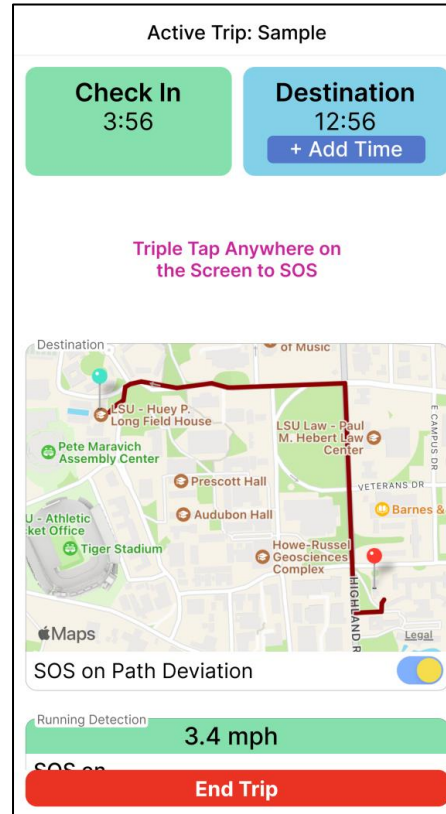 Active Trip: Sample
Check In
3:56
Destination
12:56
+ Add Time
Triple Tap Anywhere on
the Screen to SOS
Destination
of Music
LSU - Huey P.
Long Field House
LSU Law - Paul
M. Hebert Law
Center
E CAMPUS DR
Pete Maravich
Assembly Center
Prescott Hall
VETERANS DR
Audubon Hall
Barnes &
U - Athletic
ket Office
Tiger Stadium
Howe-Russel
Geosciences
Complex
HIGHLAND R
Maps
Legal
SOS on Path Deviation
Running Detection
3.4 mph
SOS on
End Trip